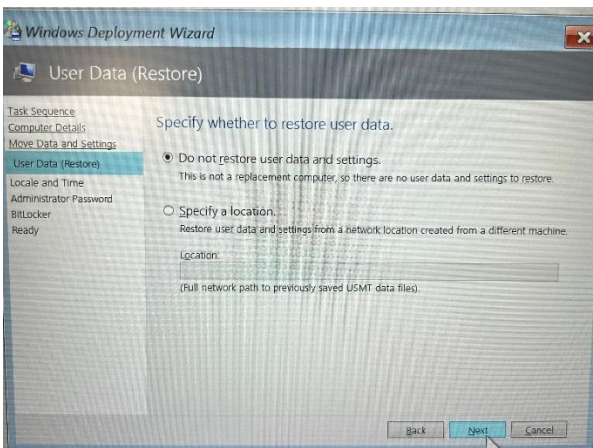 Windows Deployment Wizard
User Data (Restore)
Task Sequence
Computer Details
Move Data and Settings
User Data (Restore)
Locale and Time
Administrator Password
BitLocker
Ready
Specify whether to restore user data.
Do not restore user data and settings.
This is not a replacement computer, so there are no user data and settings to restore.
Specify a location.
Restore user data and settings from a network location created from a different machine.
Location:
(Full network path to previously saved USMT data files).
Back Next Cancel